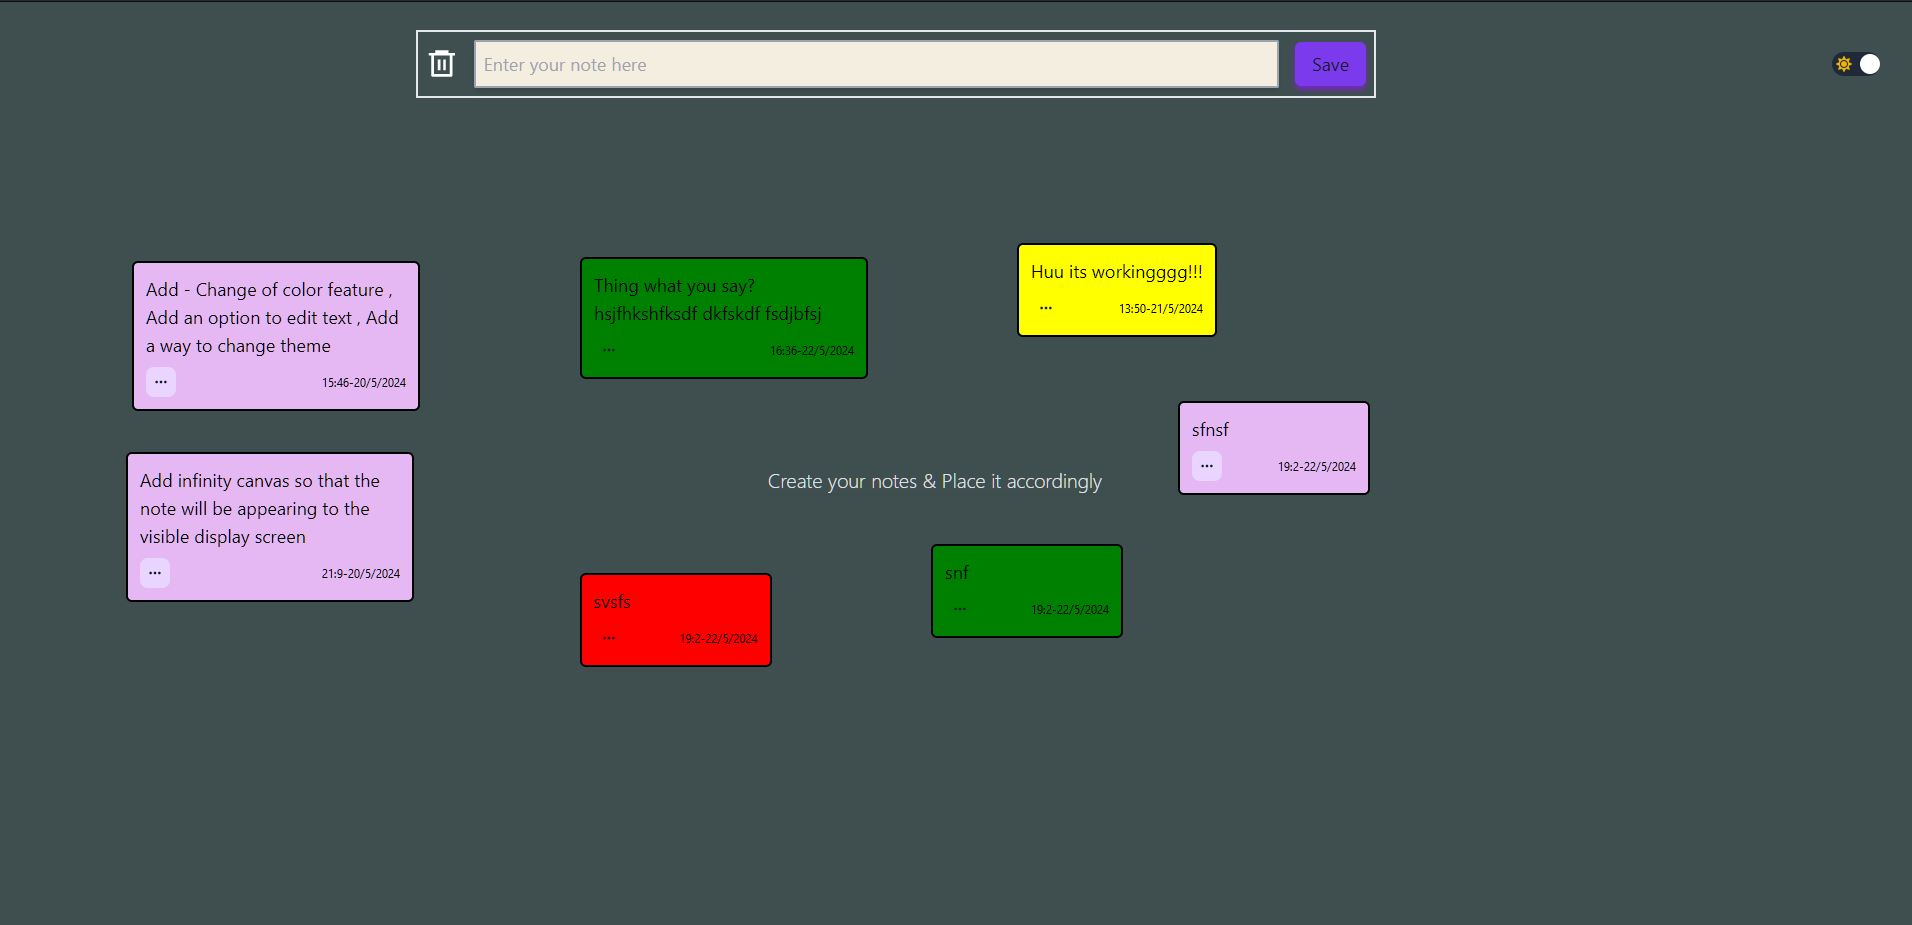 Enter your note here
Save
Add - Change of color feature ,
Add an option to edit text , Add
a way to change theme
...
15:46-20/5/2024
Thing what you say?
hsjfhkshfksdf dkfskdf fsdjbfsj
...
16:36-22/5/2024
Huu its workingggg!!!
...
13:50-21/5/2024
sfnsf
...
19:2-22/5/2024
Add infinity canvas so that the
note will be appearing to the
visible display screen
...
21:9-20/5/2024
Create your notes & Place it accordingly
svsfs
...
19:2-22/5/2024
snf
...
19:2-22/5/2024